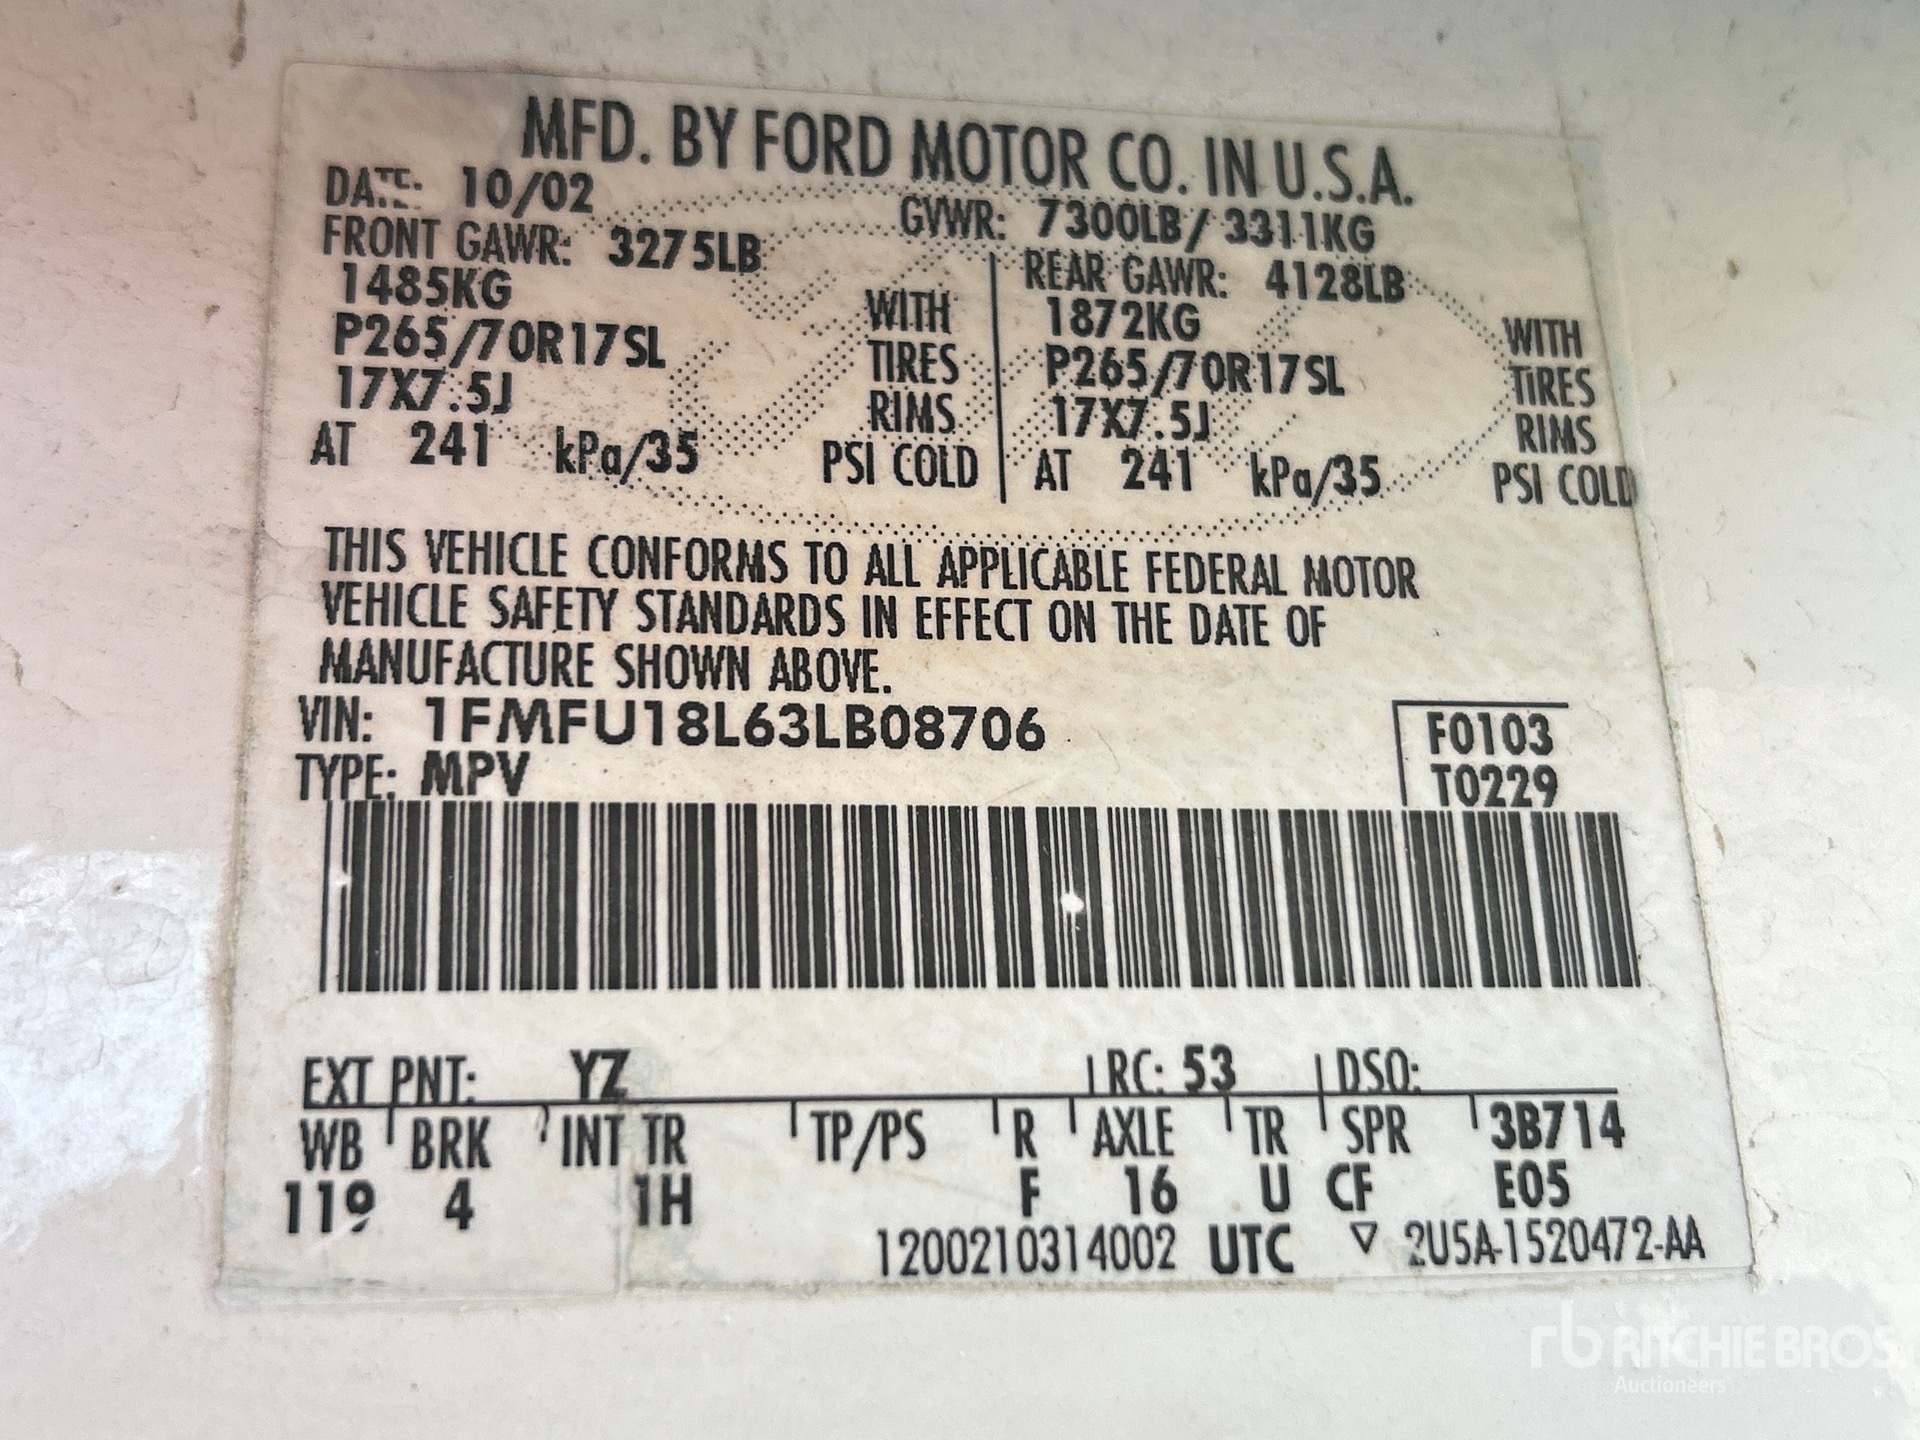 MFD. BY FORD MOTOR CO. IN U.S.A.
DATE: 10/02 GVWR: 7300LB/ 3311KG
FRONT GAWR: 3275LB REAR GAWR: 4128LB
1485KG WITH 1872KG WITH
P265/70R17SL TIRES P265/70R17SL TIRES
17X7.5J RIMS 17X7.5J RIMS
AT 241 kPa/35 PSI COLD AT 241 kPa/35 PSI COLD
THIS VEHICLE CONFORMS TO ALL APPLICABLE FEDERAL MOTOR
VEHICLE SAFETY STANDARDS IN EFFECT ON THE DATE OF
MANUFACTURE SHOWN ABOVE.
VIN: 1FMFU18L63LB08706 F0103
TYPE: MPV T0229
EXT PNT: YZ RC: 53 DSO:
WB BRK INT TR TP/PS R AXLE TR SPR 3B714
119 4 1H F 16 U CF E05
1200210314002 UTC ▽ 2U5A-1520472-AA
rb RITCHIE BROS.
Auctioneers